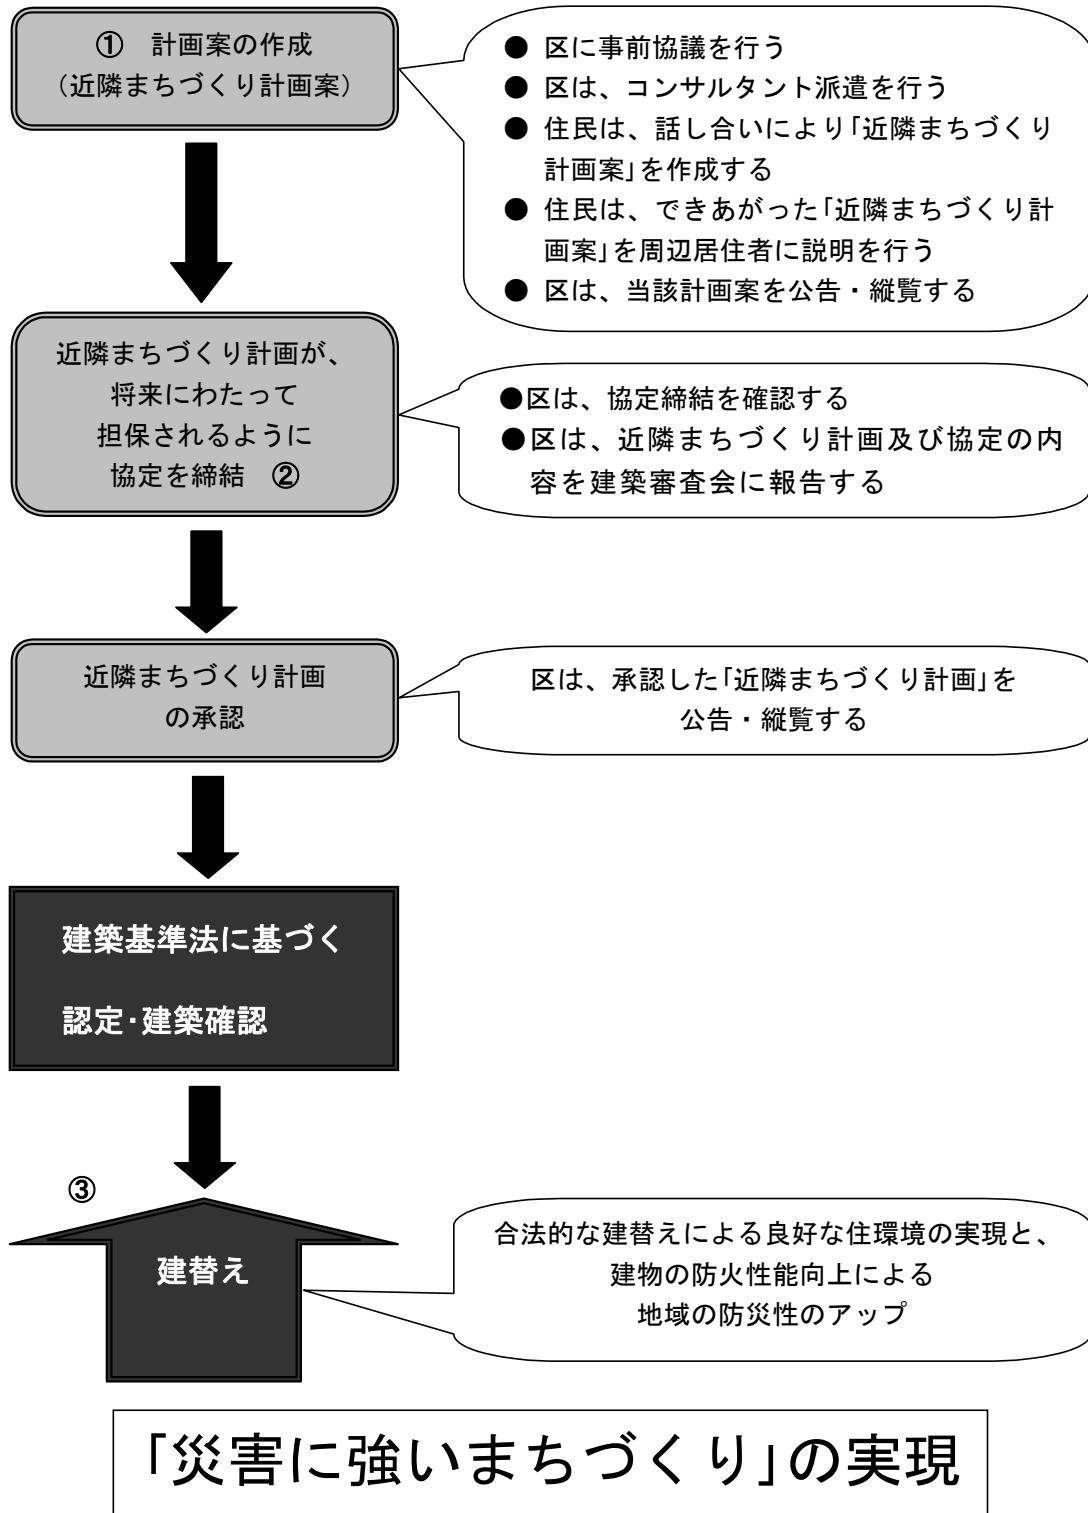 ① 計画案の作成
(近隣まちづくり計画案)
● 区に事前協議を行う
● 区は、コンサルタント派遣を行う
● 住民は、話し合いにより「近隣まちづくり
計画案」を作成する
● 住民は、できあがった「近隣まちづくり計
画案」を周辺居住者に説明を行う
● 区は、当該計画案を公告・縦覧する
近隣まちづくり計画が、
将来にわたって
担保されるように
協定を締結 ②
●区は、協定締結を確認する
●区は、近隣まちづくり計画及び協定の内
容を建築審査会に報告する
近隣まちづくり計画
の承認
区は、承認した「近隣まちづくり計画」を
公告・縦覧する
建築基準法に基づく
認定・建築確認
③
建替え
合法的な建替えによる良好な住環境の実現と、
建物の防火性能向上による
地域の防災性のアップ
「災害に強いまちづくり」の実現